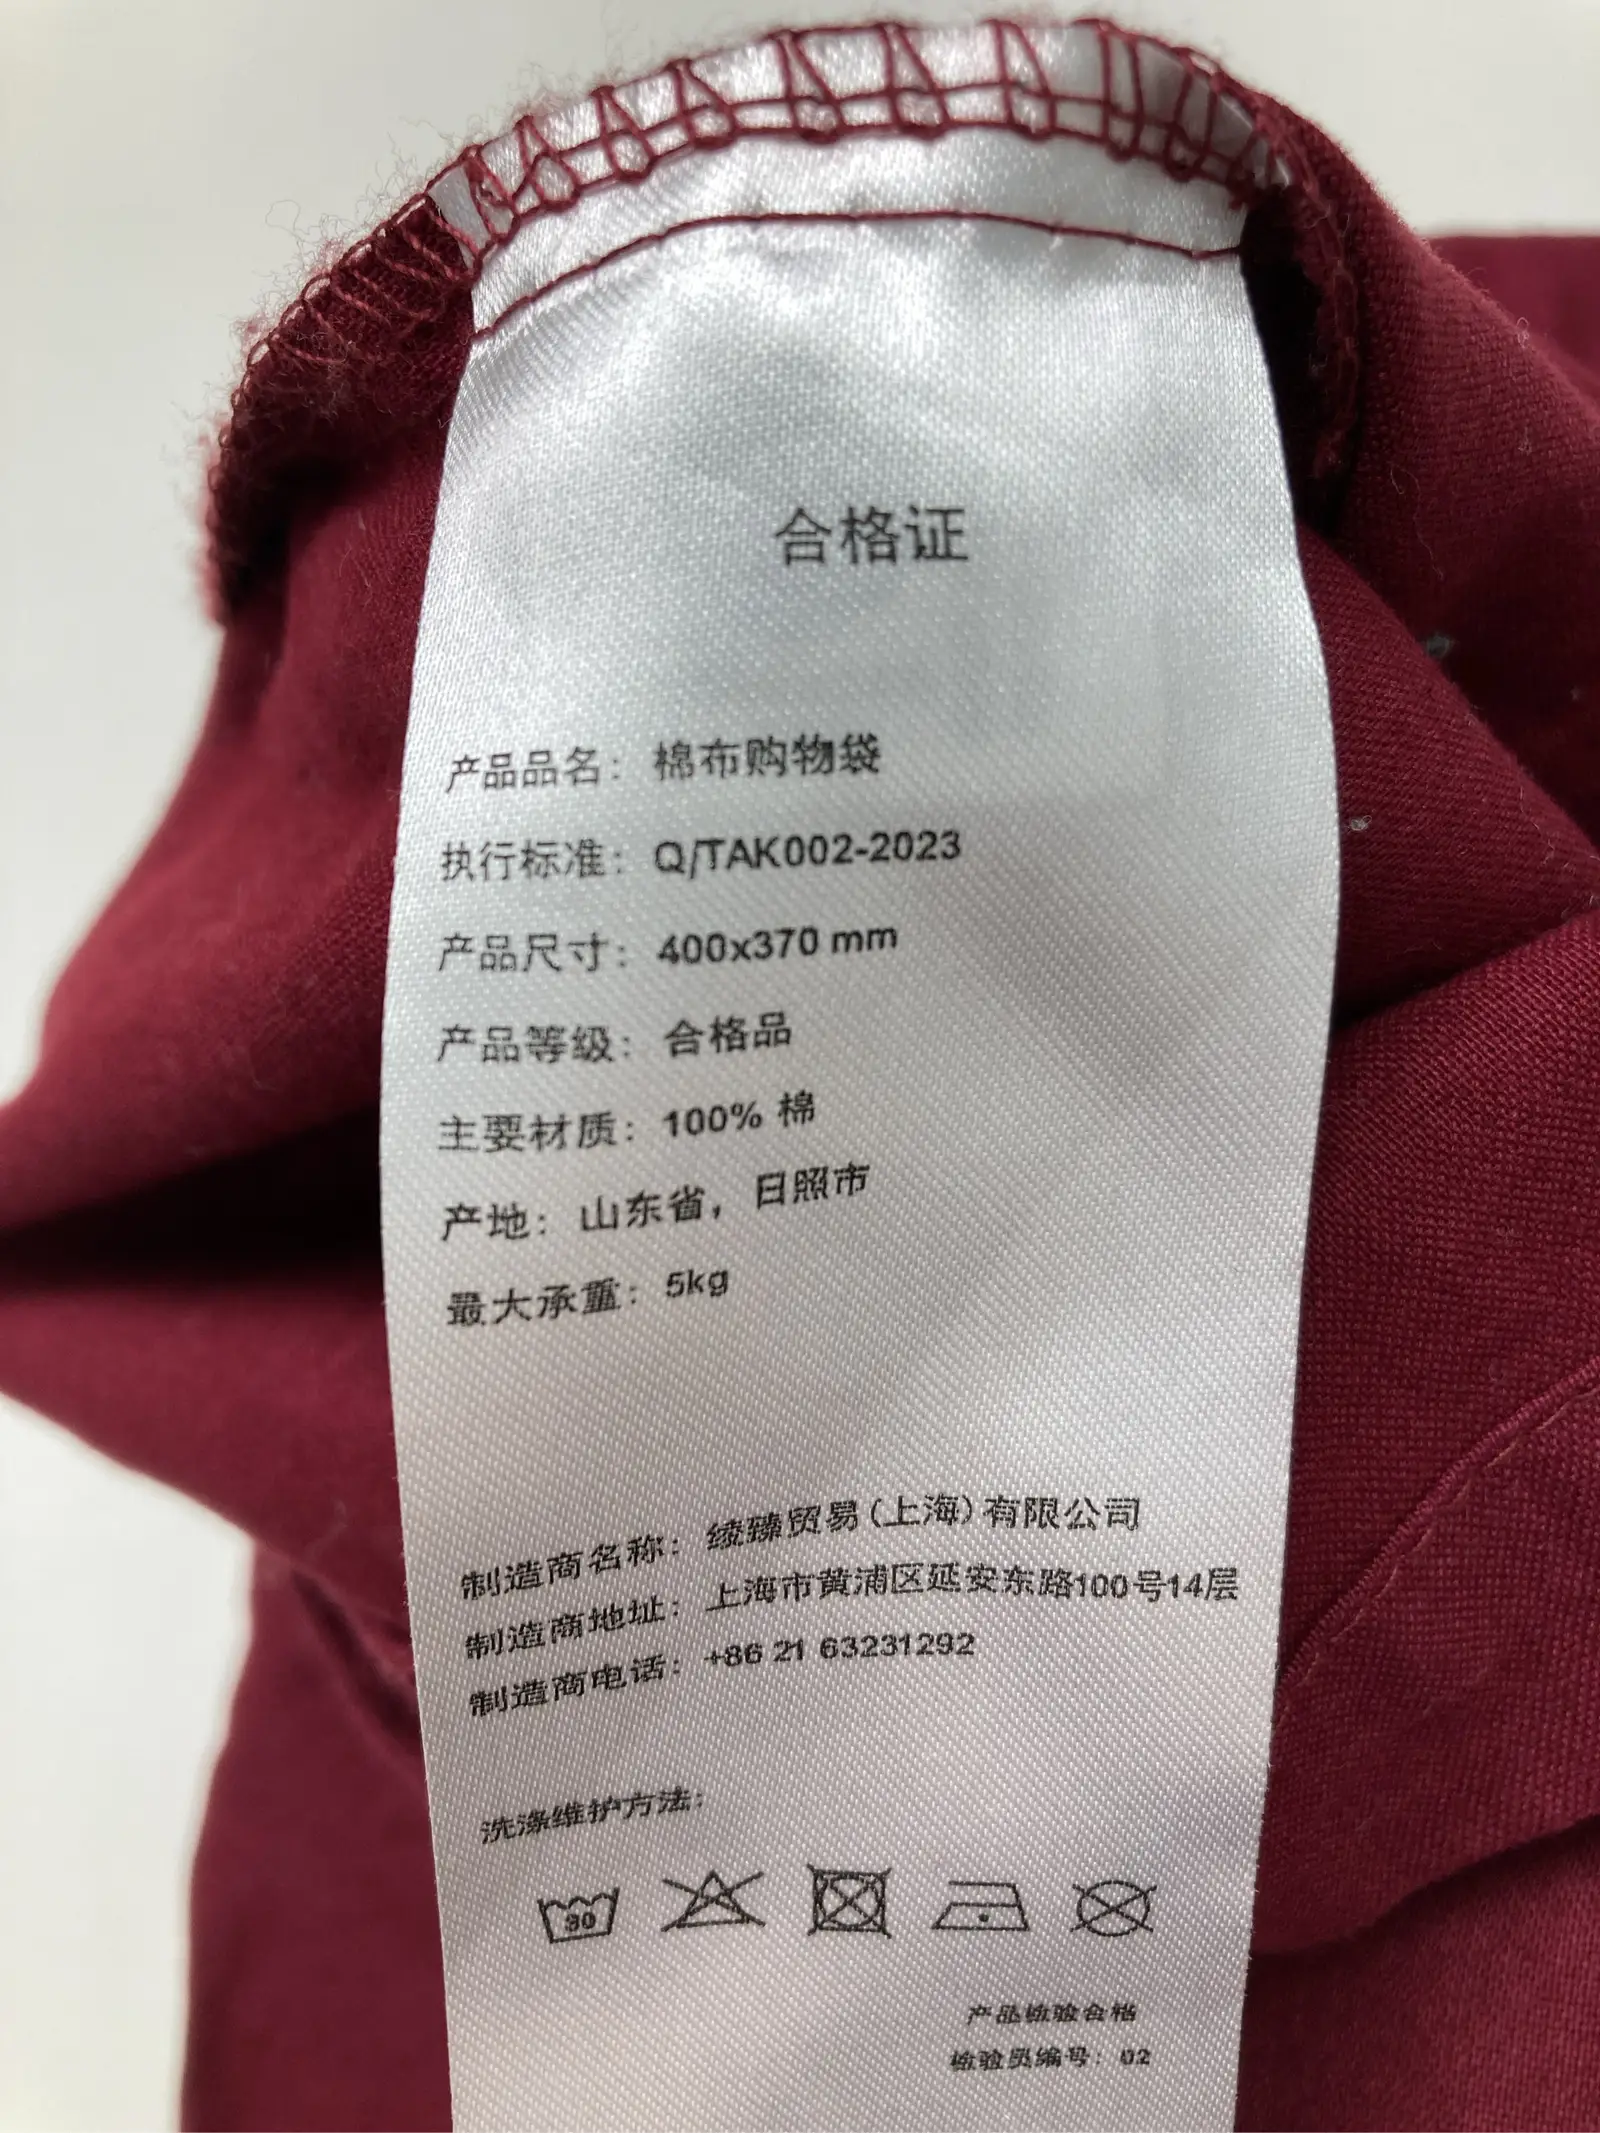 合格证
产品品名： 棉布购物袋
执行标准： Q/TAK002-2023
产品尺寸： 400x370 mm
产品等级： 合格品
主要材质： 100% 棉
产地： 山东省，日照市
最大承重： 5kg
制造商名称： 绫臻贸易(上海)有限公司
制造商地址： 上海市黄浦区延安东路100号14层
制造商电话： +86 21 63231292
洗涤维护方法：
30
产品检验合格
检验员编号： 02